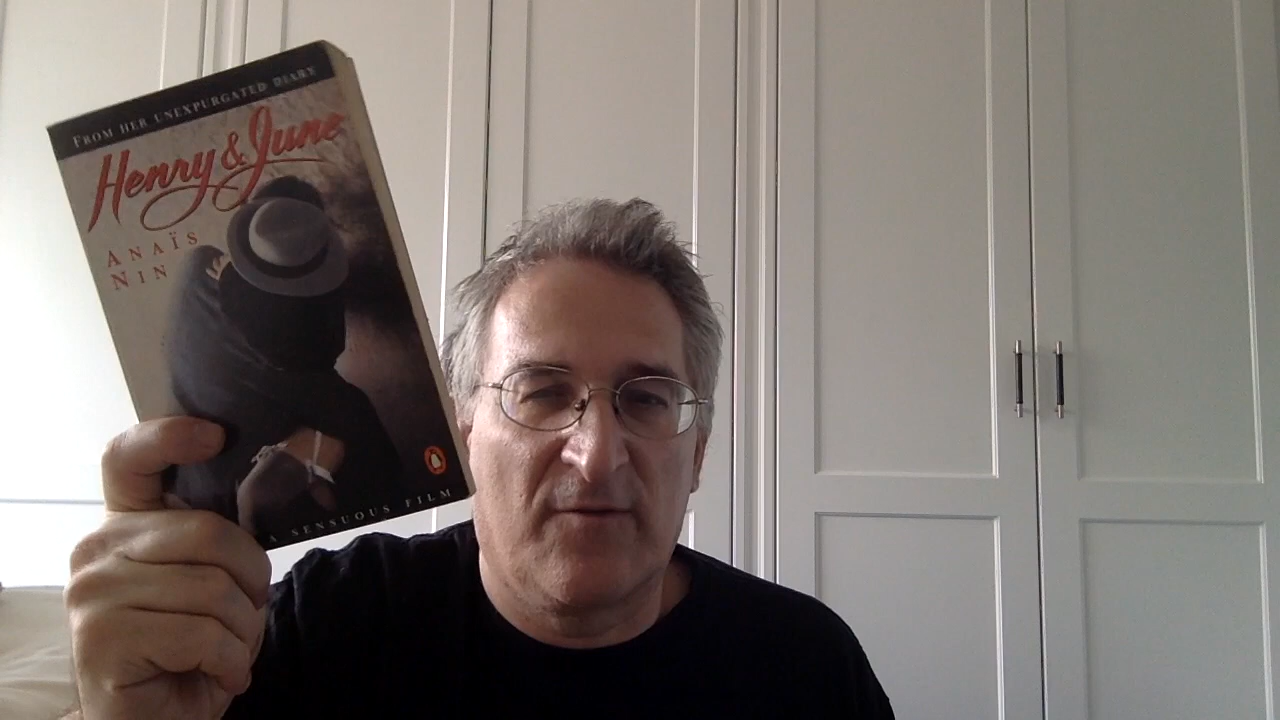 FROM HER UNEXPURGATED DIARY
Henry & June
ANAÏS
NIN
A SENSUOUS FILM